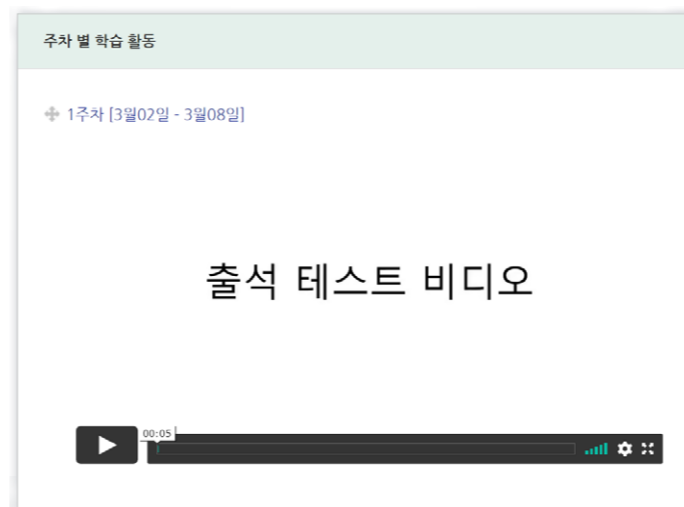 주차 별 학습 활동
1주차 [3월02일 - 3월08일]
출석 테스트 비디오
00:05